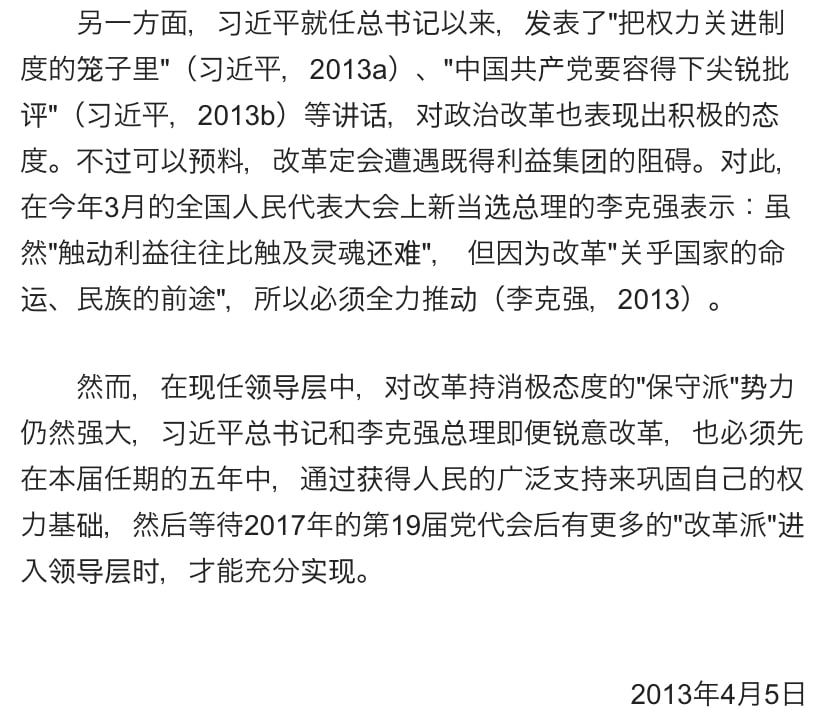 另一方面，习近平就任总书记以来，发表了"把权力关进制
度的笼子里"（习近平，2013a）、"中国共产党要容得下尖锐批
评"（习近平，2013b）等讲话，对政治改革也表现出积极的态
度。不过可以预料，改革定会遭遇既得利益集团的阻碍。对此，
在今年3月的全国人民代表大会上新当选总理的李克强表示：虽
然"触动利益往往比触及灵魂还难"， 但因为改革"关乎国家的命
运、民族的前途"，所以必须全力推动（李克强，2013）。
然而，在现任领导层中，对改革持消极态度的"保守派"势力
仍然强大，习近平总书记和李克强总理即便锐意改革，也必须先
在本届任期的五年中，通过获得人民的广泛支持来巩固自己的权
力基础，然后等待2017年的第19届党代会后有更多的"改革派"进
入领导层时，才能充分实现。
2013年4月5日